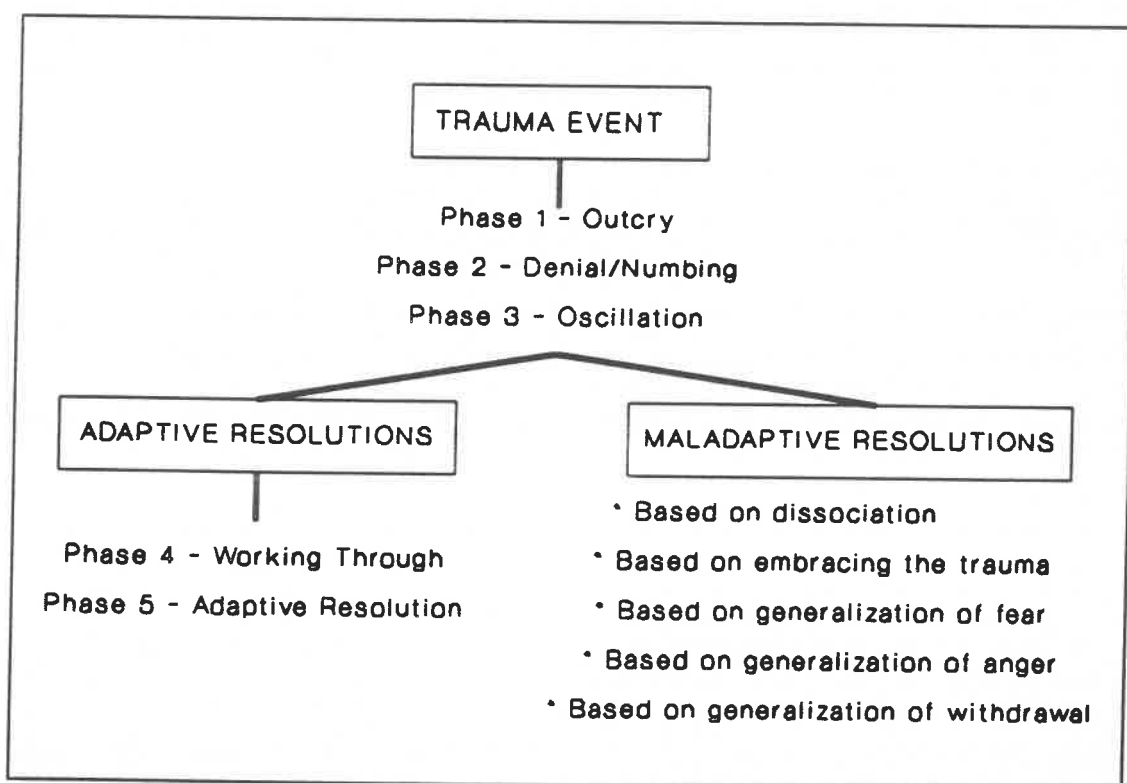 TRAUMA EVENT
Phase 1 - Outcry
Phase 2 - Denial/Numbing
Phase 3 - Oscillation
ADAPTIVE RESOLUTIONS
Phase 4 - Working Through
Phase 5 - Adaptive Resolution
MALADAPTIVE RESOLUTIONS
* Based on dissociation
* Based on embracing the trauma
* Based on generalization of fear
* Based on generalization of anger
* Based on generalization of withdrawal